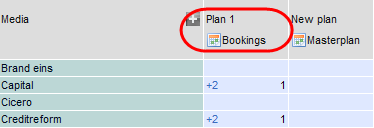 Media Plan 1 New plan
Bookings Masterplan
Brand eins
Capital +2 1
Cicero
Creditreform +2 1